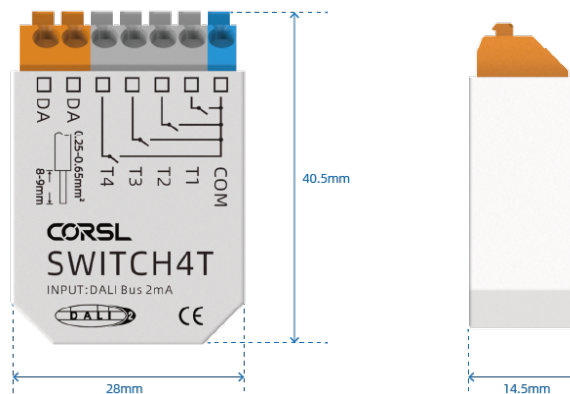 DA
DA
T4
T3
T2
T1
COM
0.25-0.65mm²
8-9mm
CORSL
SWITCH4T
INPUT:DALI Bus 2mA
DALI 2
CE
40.5mm
28mm
14.5mm